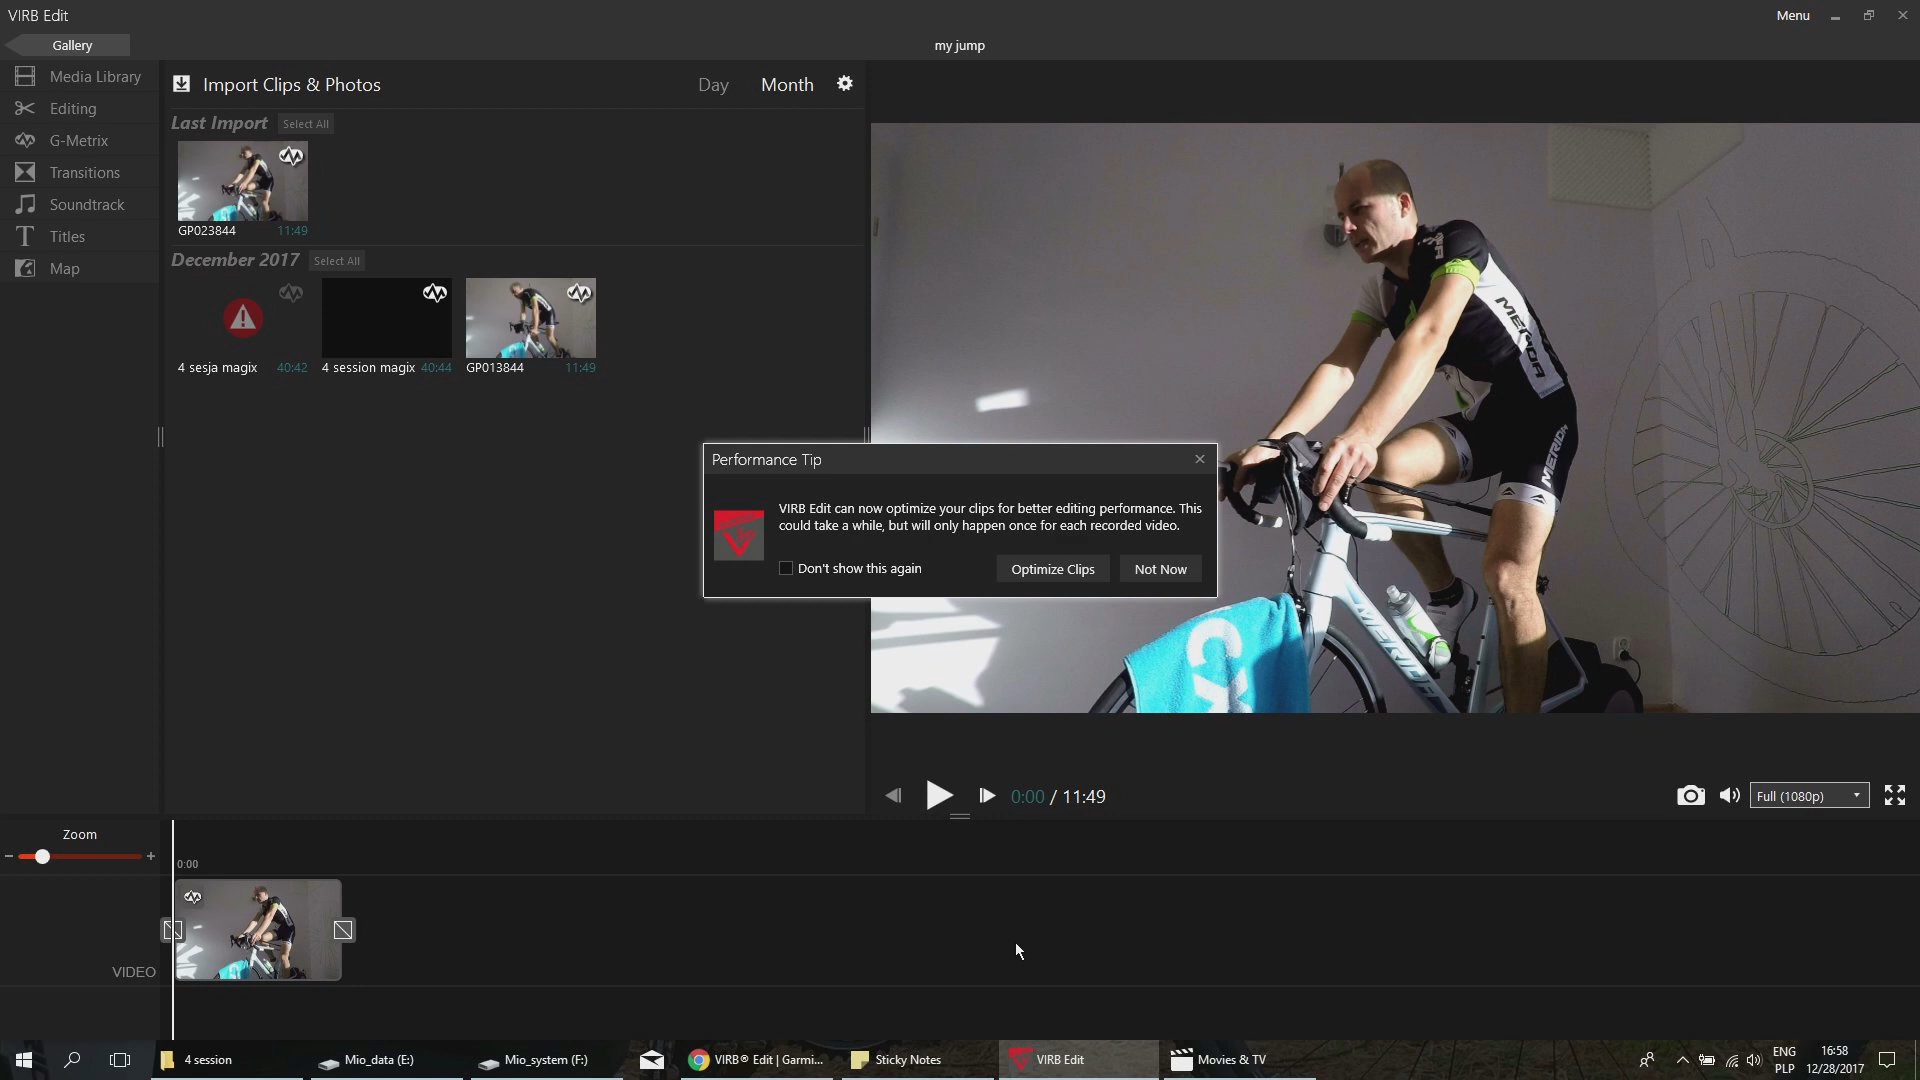 VIRB Edit
Menu
Gallery
my jump
Media Library
Editing
G-Metrix
Transitions
Soundtrack
Titles
Map
Import Clips & Photos
Day
Month
Last Import
Select All
GP023844
11:49
December 2017
Select All
4 sesja magix
40:42
4 session magix
40:44
GP013844
11:49
MERIDA
MERIDA
MERIDA
Performance Tip
VIRB Edit can now optimize your clips for better editing performance. This
could take a while, but will only happen once for each recorded video.
Don't show this again
Optimize Clips
Not Now
0:00 / 11:49
Full (1080p)
Zoom
0:00
VIDEO
4 session
Mio_data (E:)
Mio_system (F:)
VIRB® Edit | Garmi...
Sticky Notes
VIRB Edit
Movies & TV
ENG
PLP
16:58
12/28/2017